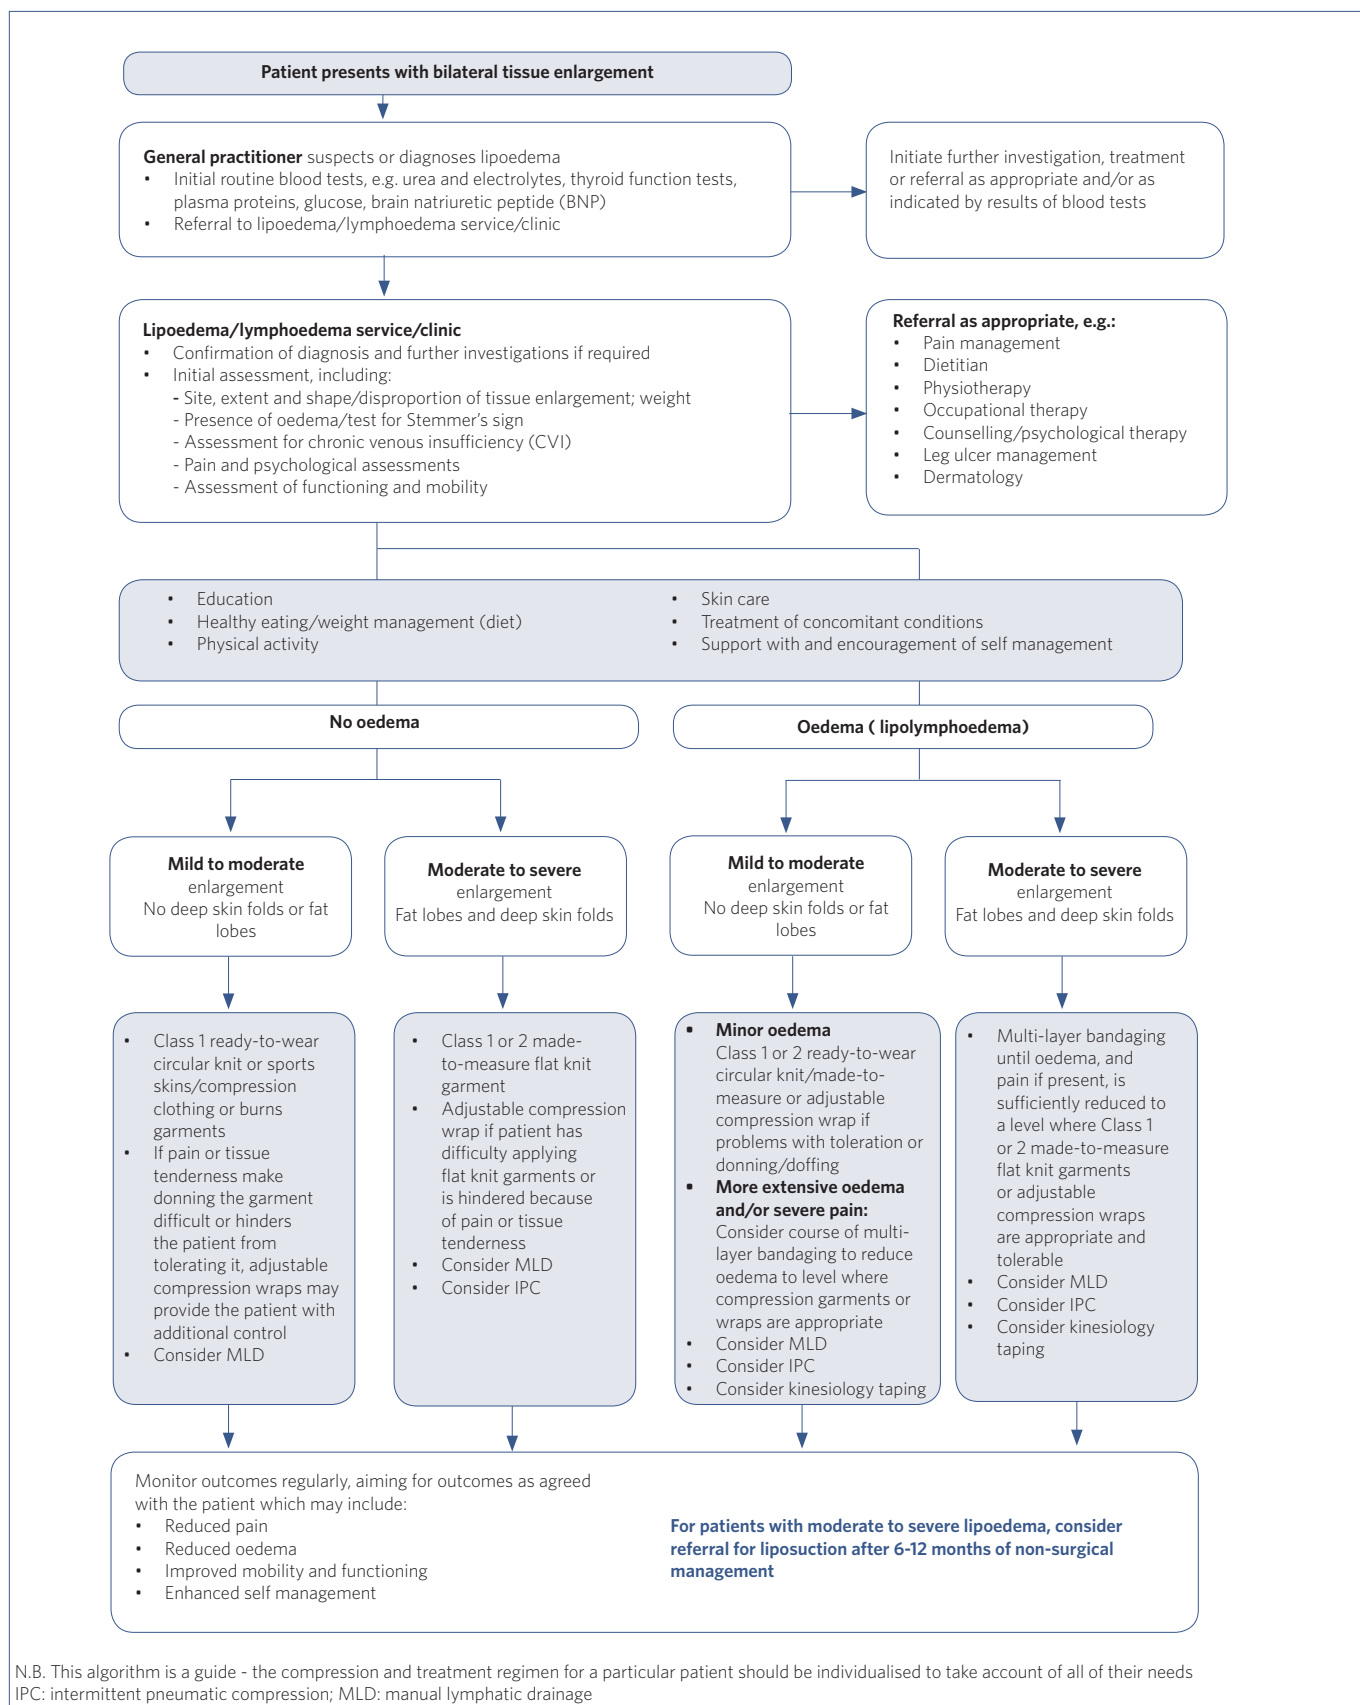 Patient presents with bilateral tissue enlargement
General practitioner suspects or diagnoses lipoedema
• Initial routine blood tests, e.g. urea and electrolytes, thyroid function tests,
plasma proteins, glucose, brain natriuretic peptide (BNP)
• Referral to lipoedema/lymphoedema service/clinic
Initiate further investigation, treatment
or referral as appropriate and/or as
indicated by results of blood tests
Lipoedema/lymphoedema service/clinic
• Confirmation of diagnosis and further investigations if required
• Initial assessment, including:
- Site, extent and shape/disproportion of tissue enlargement; weight
- Presence of oedema/test for Stemmer's sign
- Assessment for chronic venous insufficiency (CVI)
- Pain and psychological assessments
- Assessment of functioning and mobility
Referral as appropriate, e.g.:
• Pain management
• Dietitian
• Physiotherapy
• Occupational therapy
• Counselling/psychological therapy
• Leg ulcer management
• Dermatology
• Education
• Healthy eating/weight management (diet)
• Physical activity
• Skin care
• Treatment of concomitant conditions
• Support with and encouragement of self management
No oedema
Oedema ( lipolymphoedema)
Mild to moderate
enlargement
No deep skin folds or fat
lobes
Moderate to severe
enlargement
Fat lobes and deep skin folds
Mild to moderate
enlargement
No deep skin folds or fat
lobes
Moderate to severe
enlargement
Fat lobes and deep skin folds
• Class 1 ready-to-wear
circular knit or sports
skins/compression
clothing or burns
garments
• If pain or tissue
tenderness make
donning the garment
difficult or hinders
the patient from
tolerating it, adjustable
compression wraps may
provide the patient with
additional control
• Consider MLD
• Class 1 or 2 made-
to-measure flat knit
garment
• Adjustable compression
wrap if patient has
difficulty applying
flat knit garments or
is hindered because
of pain or tissue
tenderness
• Consider MLD
• Consider IPC
▪ Minor oedema
Class 1 or 2 ready-to-wear
circular knit/made-to-
measure or adjustable
compression wrap if
problems with toleration or
donning/doffing
▪ More extensive oedema
and/or severe pain:
Consider course of multi-
layer bandaging to reduce
oedema to level where
compression garments or
wraps are appropriate
• Consider MLD
• Consider IPC
• Consider kinesiology taping
• Multi-layer bandaging
until oedema, and
pain if present, is
sufficiently reduced to
a level where Class 1
or 2 made-to-measure
flat knit garments
or adjustable
compression wraps
are appropriate and
tolerable
• Consider MLD
• Consider IPC
• Consider kinesiology
taping
Monitor outcomes regularly, aiming for outcomes as agreed
with the patient which may include:
• Reduced pain
• Reduced oedema
• Improved mobility and functioning
• Enhanced self management
For patients with moderate to severe lipoedema, consider
referral for liposuction after 6-12 months of non-surgical
management
N.B. This algorithm is a guide - the compression and treatment regimen for a particular patient should be individualised to take account of all of their needs
IPC: intermittent pneumatic compression; MLD: manual lymphatic drainage